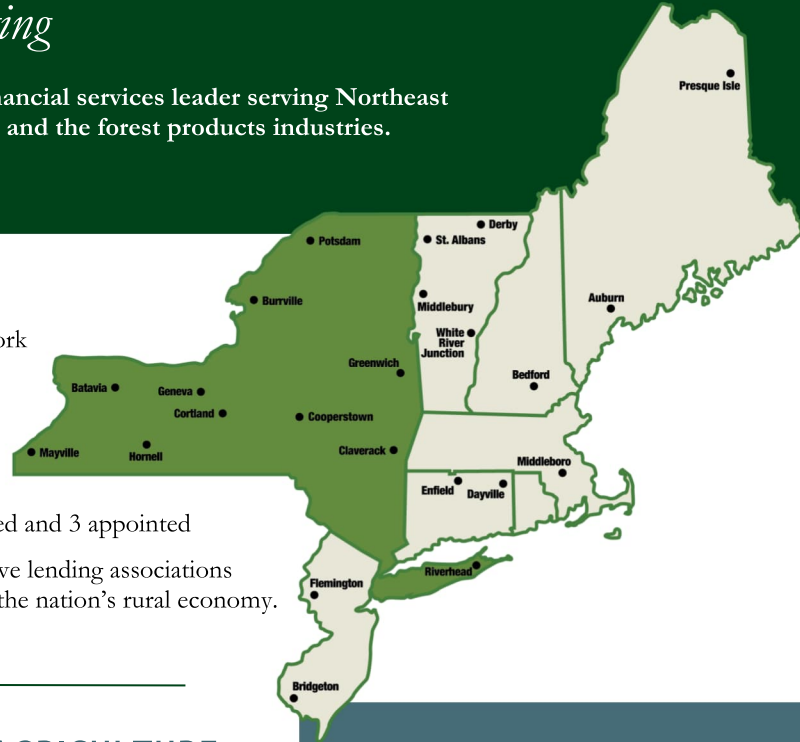 nancial services leader serving Northeast
and the forest products industries.
Presque Isle
Derby
St. Albans
Potsdam
Middlebury
Burrville
Auburn
White
River
Junction
ork
Greenwich
Bedford
Batavia
Geneva
Cortland
Cooperstown
Claverack
Mayville
Hornell
Middleboro
Enfield
Dayville
ed and 3 appointed
ve lending associations
Riverhead
Flemington
the nation's rural economy.
Bridgeton